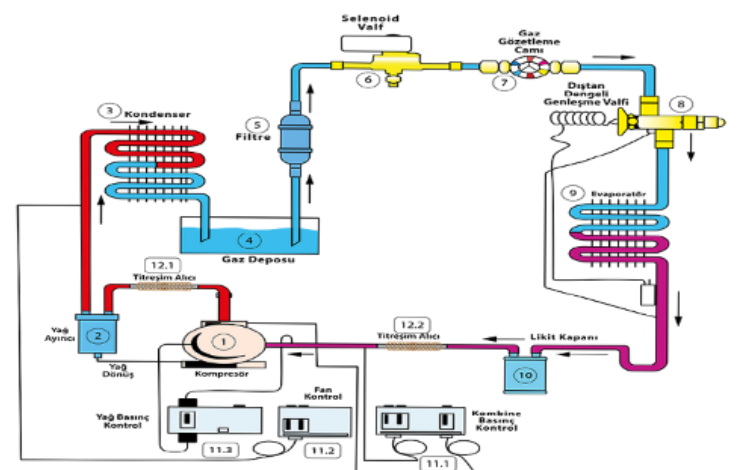 Selenoid
Valf
6
Gaz
Gözetleme
Camı
7
Dıştan
Dengeli
Genleşme Valfi
8
3
Kondenser
5
Filtre
9
Evaporatër
4
Gaz Deposu
12.1
Titreşim Alıcı
Yağ
Ayırıcı
2
1
Yağ
Dönüş
Kompresör
12.2
Titreşim Alıcı
Likit Kapanı
10
Yağ Basınç
Kontrol
11.3
Fan
Kontrol
11.2
Kombine
Basınç
Kontrol
11.1